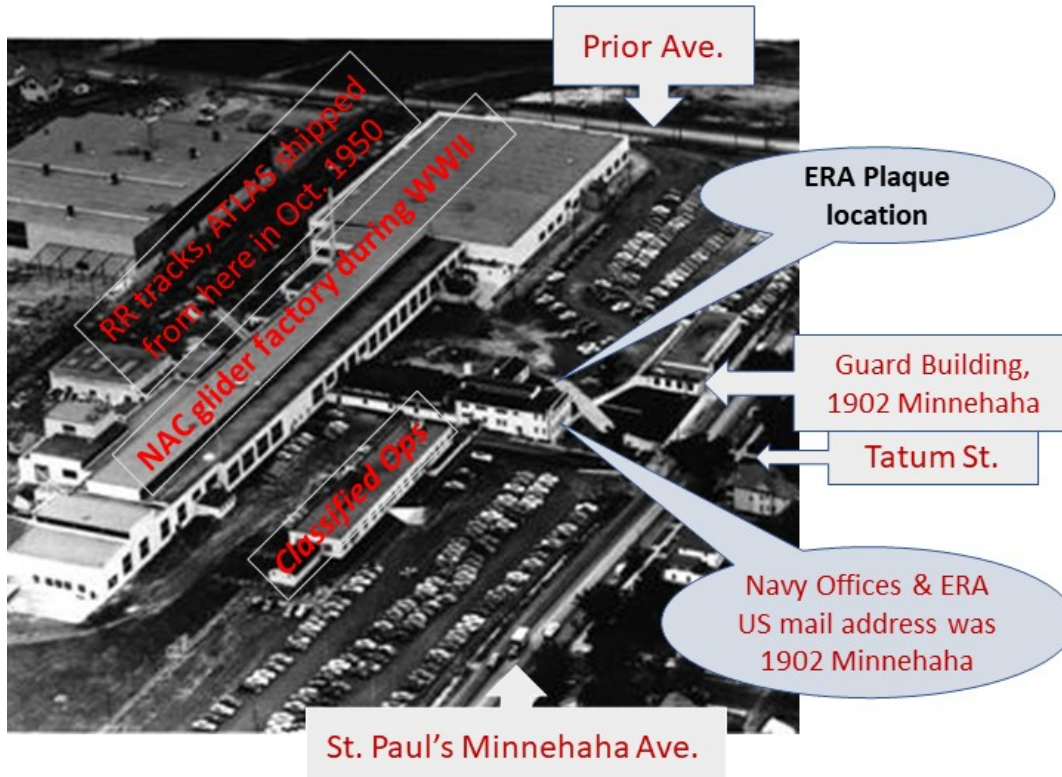 Prior Ave.
RR tracks, ATLAS shipped
from here in Oct. 1950
NAC glider factory during WWII
ERA Plaque
location
Guard Building,
1902 Minnehaha
Tatum St.
Classified Ops
Navy Offices & ERA
US mail address was
1902 Minnehaha
St. Paul’s Minnehaha Ave.